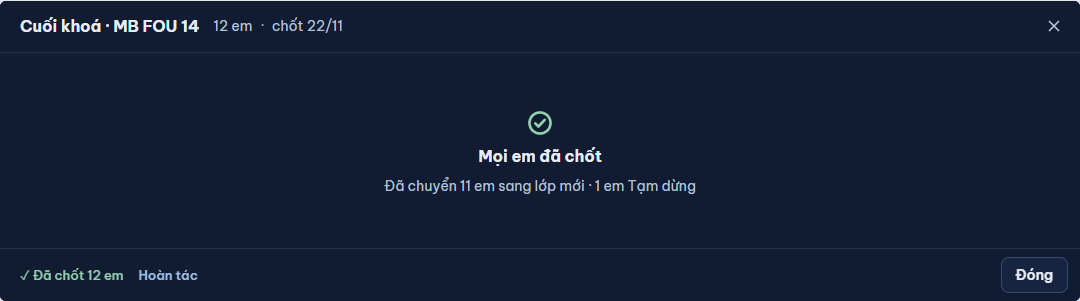 Cuối khoá · MB FOU 14 12 em · chốt 22/11
Mọi em đã chốt
Đã chuyển 11 em sang lớp mới · 1 em Tạm dừng
✓ Đã chốt 12 em Hoàn tác
Đóng